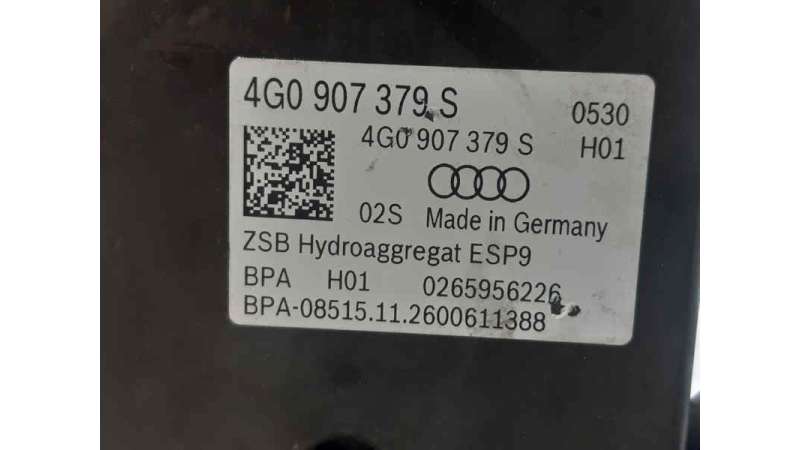 4G0 907 379 S 0530
4G0 907 379 S H01
02S Made in Germany
ZSB Hydroaggregat ESP9
BPA H01 0265956226
BPA-08515.11.2600611388